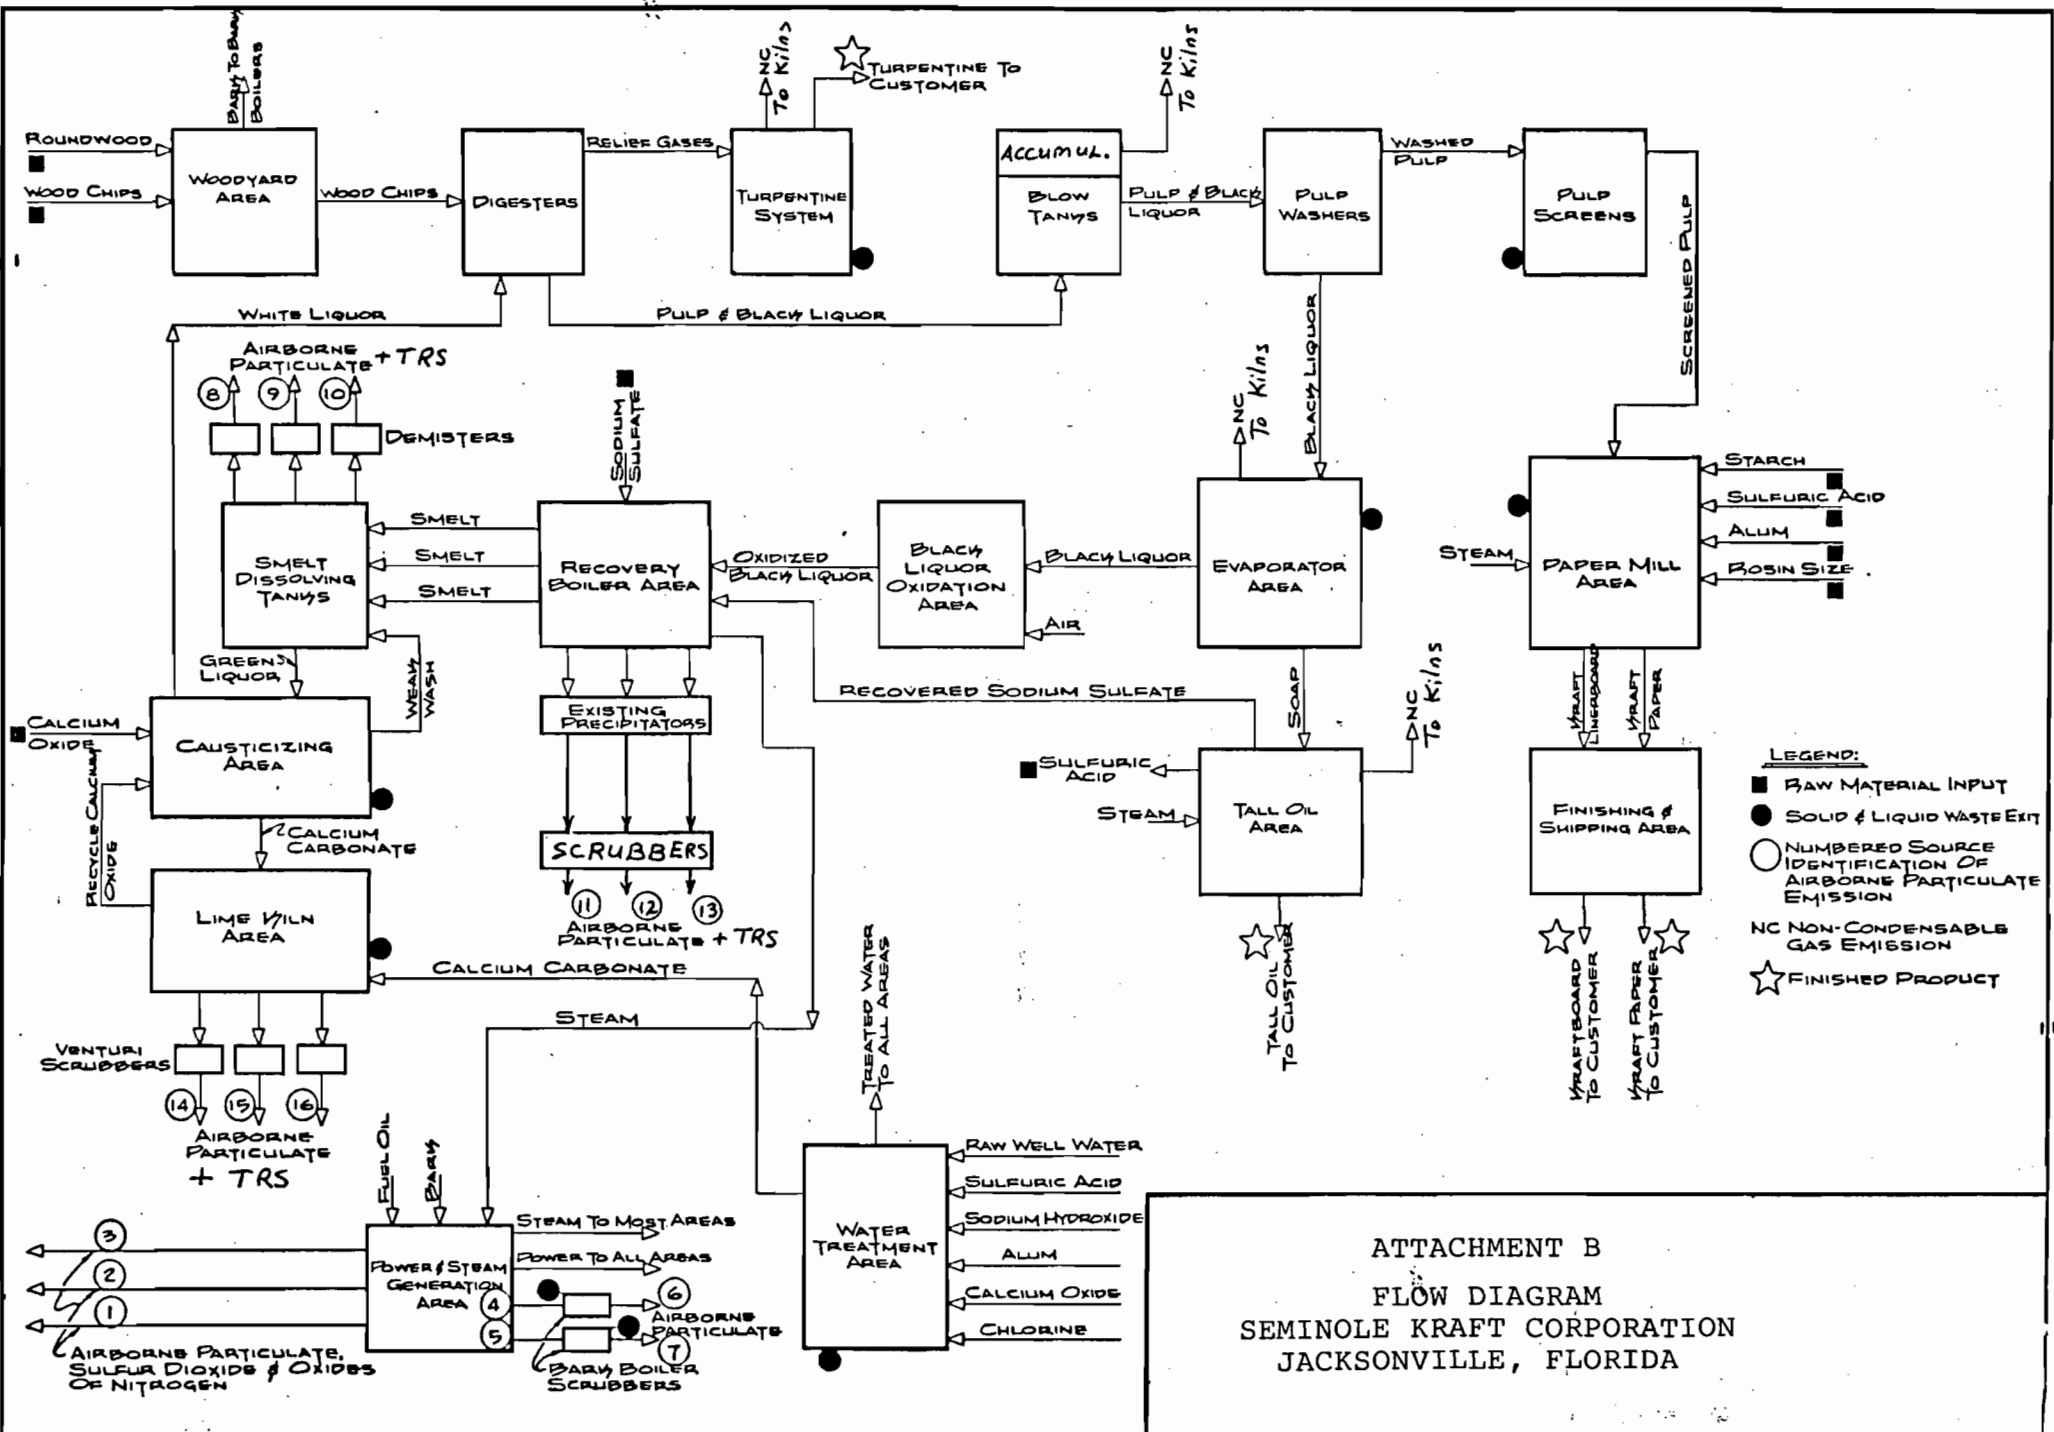 BARK TO BARK
BOILERS
NC
To Kilns
TURPENTINE TO
CUSTOMER
NC
To Kilns
ROUNDWOOD
WOOD CHIPS
WOODYARD
AREA
WOOD CHIPS
DIGESTERS
RELIEF GASES
TURPENTINE
SYSTEM
ACCUMUL.
BLOW
TANKS
PULP & BLACK
LIQUOR
PULP
WASHERS
WASHED
PULP
PULP
SCREENS
SCREENED PULP
WHITE LIQUOR
PULP & BLACK LIQUOR
BLACK LIQUOR
AIRBORNE
PARTICULATE + TRS
8
9
10
DEMISTERS
SODIUM
SULFATE
NC
To Kilns
SMELT
DISSOLVING
TANKS
SMELT
SMELT
SMELT
RECOVERY
BOILER AREA
OXIDIZED
BLACK LIQUOR
BLACK
LIQUOR
OXIDATION
AREA
BLACK LIQUOR
AIR
EVAPORATOR
AREA
STEAM
PAPER MILL
AREA
STARCH
SULFURIC ACID
ALUM
ROSIN SIZE
GREEN
LIQUOR
WEAK
WASH
EXISTING
PRECIPITATORS
RECOVERED SODIUM SULFATE
SOAP
NC
To Kilns
KRAFT
LINERBOARD
KRAFT
PAPER
CALCIUM
OXIDE
CAUSTICIZING
AREA
RECYCLE CALCIUM
OXIDE
CALCIUM
CARBONATE
SCRUBBERS
SULFURIC
ACID
STEAM
TALL OIL
AREA
FINISHING &
SHIPPING AREA
LEGEND:
RAW MATERIAL INPUT
SOLID & LIQUID WASTE EXIT
NUMBERED SOURCE
IDENTIFICATION OF
AIRBORNE PARTICULATE
EMISSION
NC NON-CONDENSABLE
GAS EMISSION
FINISHED PRODUCT
LIME KILN
AREA
11
12
13
AIRBORNE
PARTICULATE + TRS
CALCIUM CARBONATE
STEAM
TREATED WATER
TO ALL AREAS
TALL OIL
TO CUSTOMER
KRAFTBOARD
TO CUSTOMER
KRAFT PAPER
TO CUSTOMER
VENTURI
SCRUBBERS
14
15
16
AIRBORNE
PARTICULATE
+ TRS
FUEL OIL
BARK
3
2
1
AIRBORNE PARTICULATE,
SULFUR DIOXIDE & OXIDES
OF NITROGEN
POWER & STEAM
GENERATION
AREA
4
5
STEAM TO MOST AREAS
POWER TO ALL AREAS
6
AIRBORNE
PARTICULATE
7
BARK BOILER
SCRUBBERS
WATER
TREATMENT
AREA
RAW WELL WATER
SULFURIC ACID
SODIUM HYDROXIDE
ALUM
CALCIUM OXIDE
CHLORINE
ATTACHMENT B
FLOW DIAGRAM
SEMINOLE KRAFT CORPORATION
JACKSONVILLE, FLORIDA